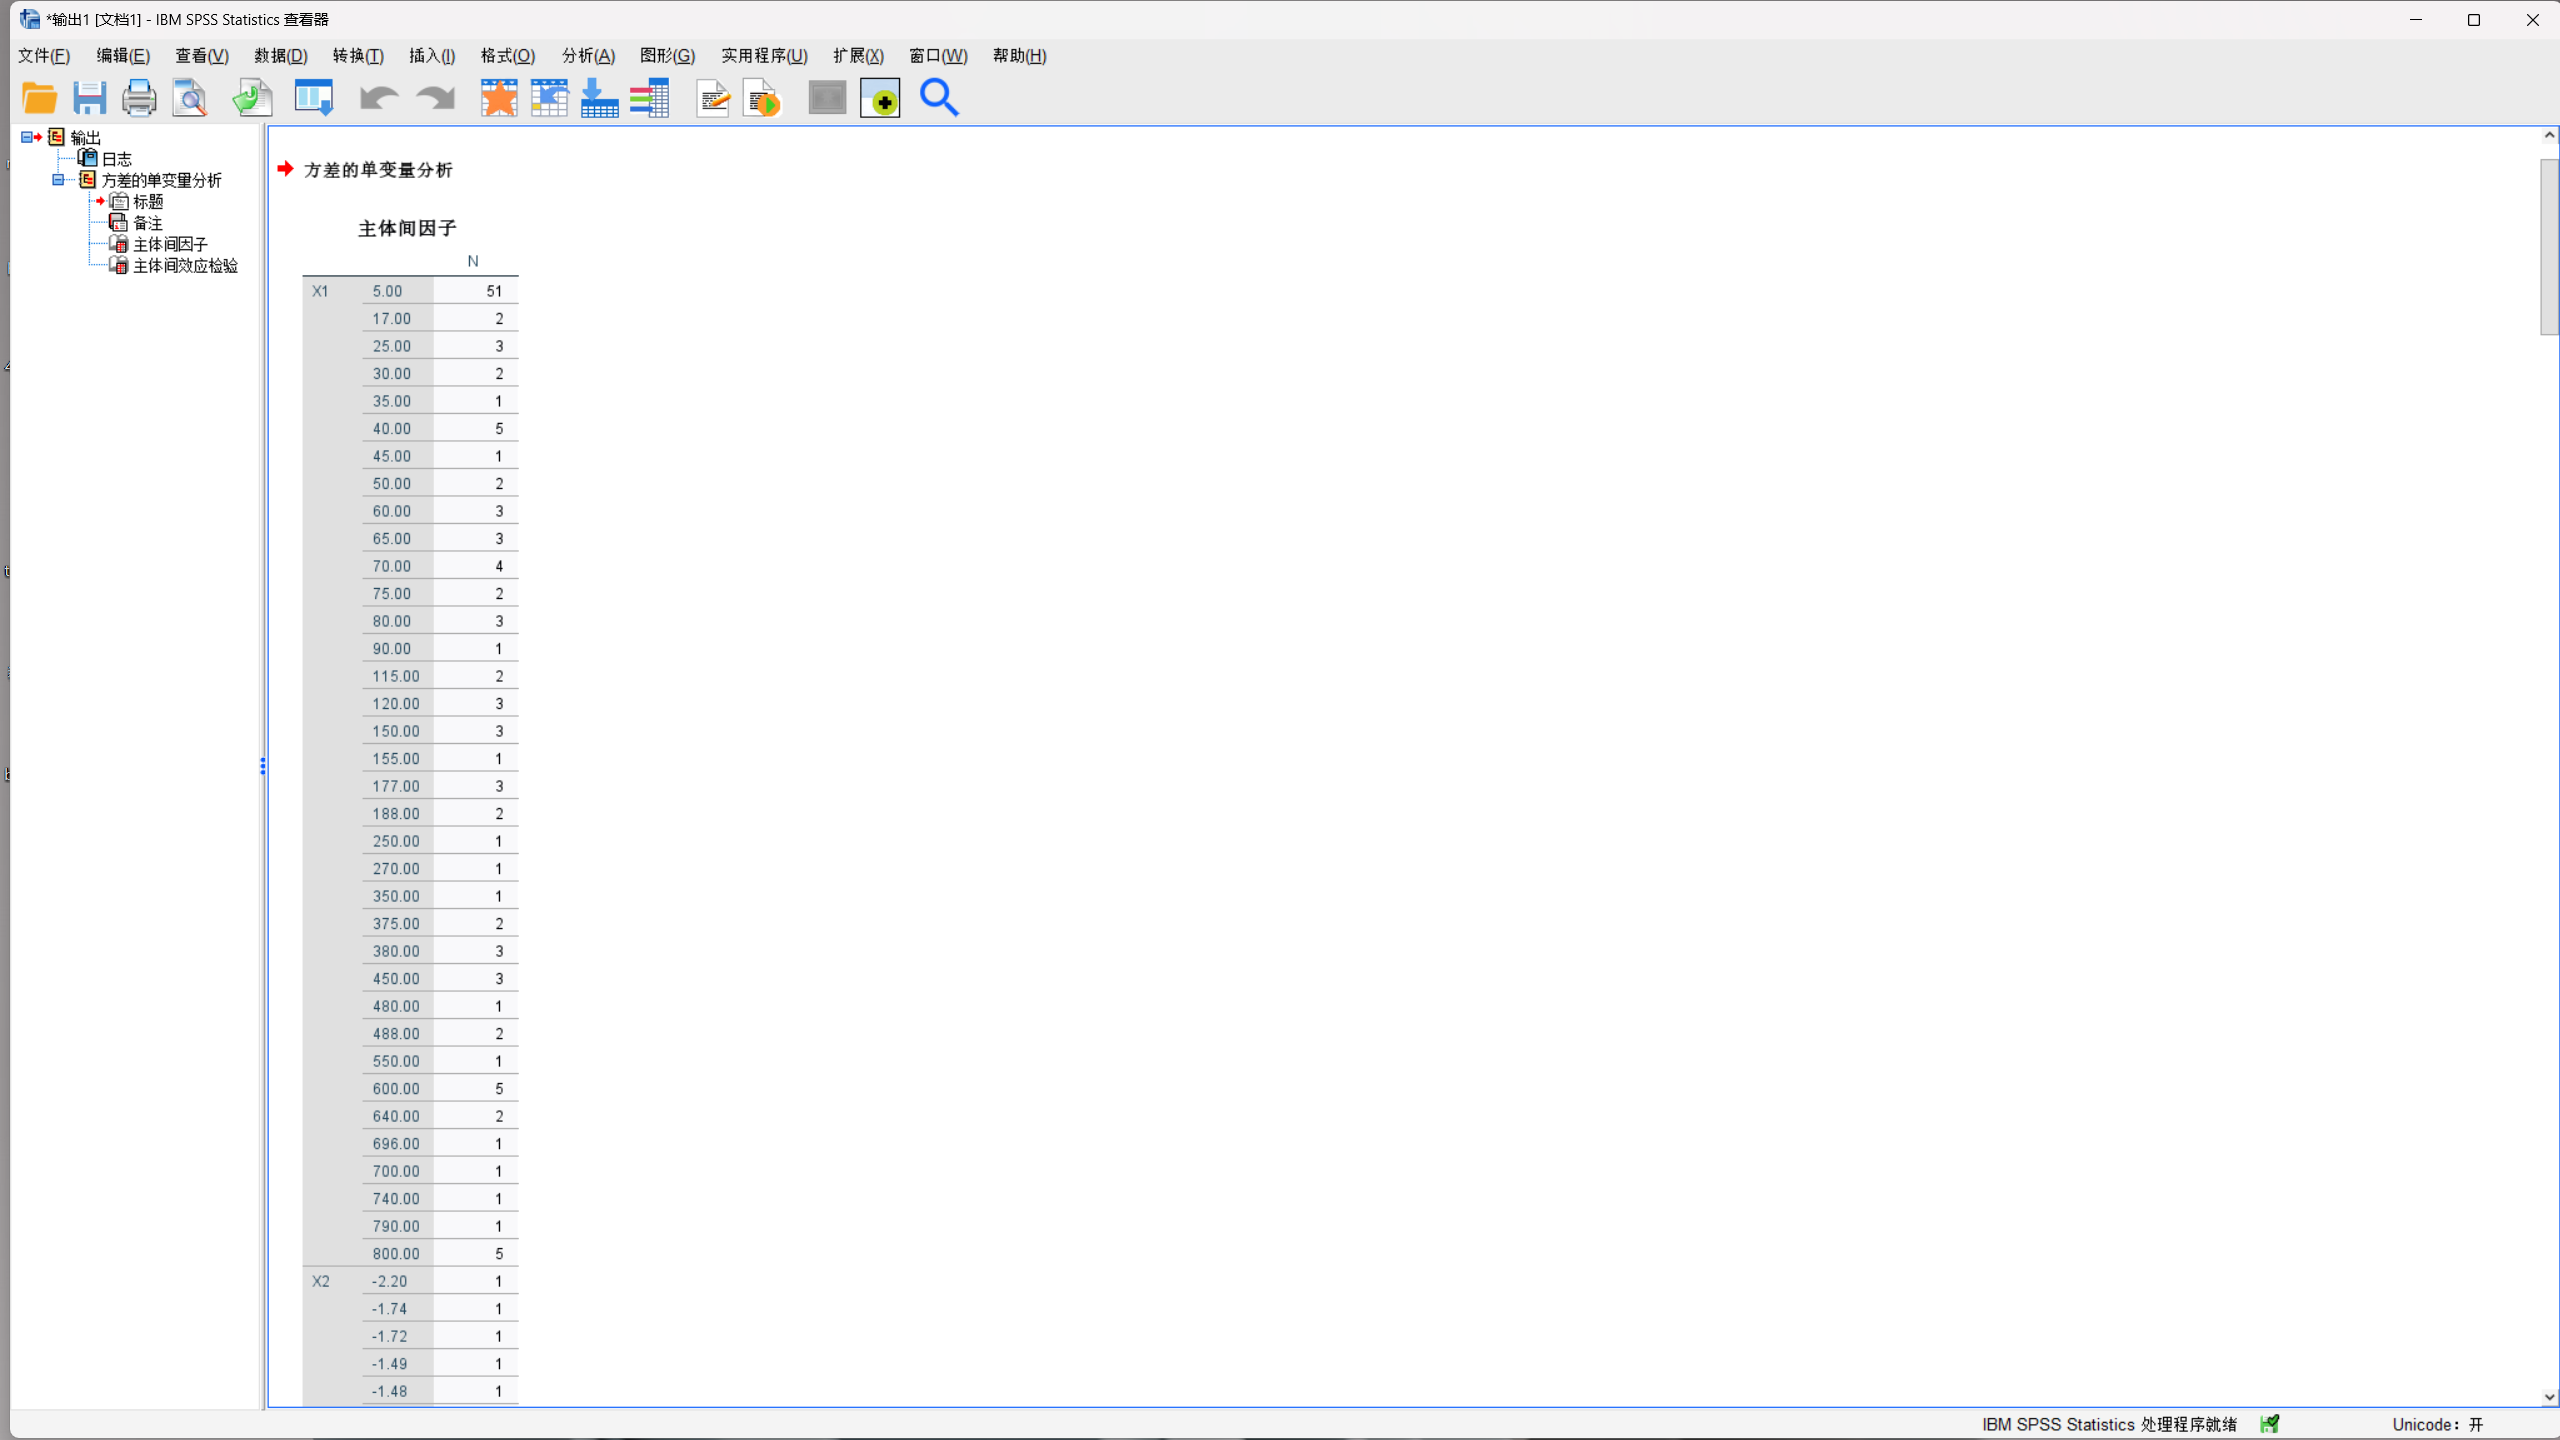 *输出1 [文档1] - IBM SPSS Statistics 查看器
文件(F) 编辑(E) 查看(V) 数据(D) 转换(T) 插入(I) 格式(O) 分析(A) 图形(G) 实用程序(U) 扩展(X) 窗口(W) 帮助(H)
输出
日志
方差的单变量分析
标题
备注
主体间因子
主体间效应检验
方差的单变量分析
主体间因子
N
X1 5.00 51
17.00 2
25.00 3
30.00 2
35.00 1
40.00 5
45.00 1
50.00 2
60.00 3
65.00 3
70.00 4
75.00 2
80.00 3
90.00 1
115.00 2
120.00 3
150.00 3
155.00 1
177.00 3
188.00 2
250.00 1
270.00 1
350.00 1
375.00 2
380.00 3
450.00 3
480.00 1
488.00 2
550.00 1
600.00 5
640.00 2
696.00 1
700.00 1
740.00 1
790.00 1
800.00 5
X2 -2.20 1
-1.74 1
-1.72 1
-1.49 1
-1.48 1
IBM SPSS Statistics 处理程序就绪 Unicode: 开